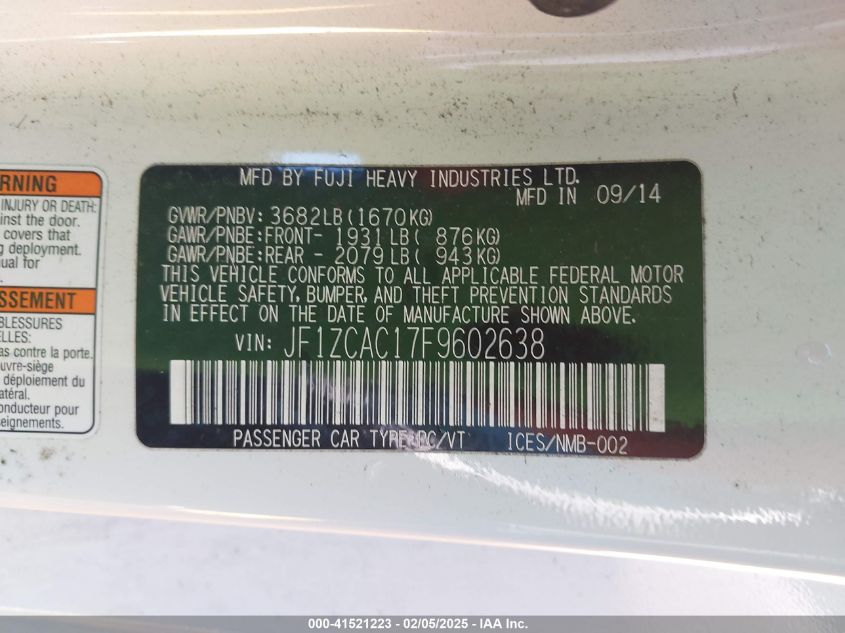 RNING
INJURY OR DEATH:
inst the door.
covers that
g deployment.
ual for
SSEMENT
BLESSURES
ELLES:
as contre la porte.
uvre-siège
déploiement du
atéral.
onducteur pour
seignements.
MFD BY FUJI HEAVY INDUSTRIES LTD.
MFD IN 09/14
GVWR/PNBV: 3682LB(1670KG)
GAWR/PNBE:FRONT- 1931LB( 876KG)
GAWR/PNBE:REAR - 2079LB( 943KG)
THIS VEHICLE CONFORMS TO ALL APPLICABLE FEDERAL MOTOR
VEHICLE SAFETY, BUMPER, AND THEFT PREVENTION STANDARDS
IN EFFECT ON THE DATE OF MANUFACTURE SHOWN ABOVE.
VIN: JF1ZCAC17F9602638
PASSENGER CAR TYPE:PC/VT ICES/NMB-002
000-41521223 - 02/05/2025 - IAA Inc.